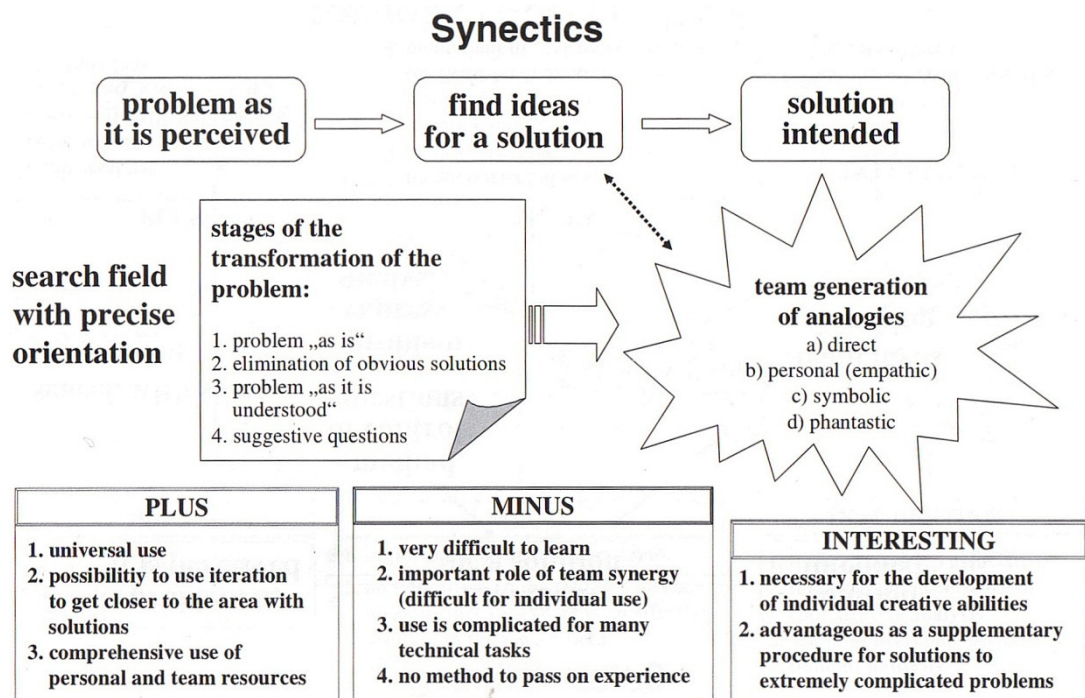 Synectics
problem as
it is perceived
find ideas
for a solution
solution
intended
search field
with precise
orientation
stages of the
transformation of the
problem:
1. problem „as is“
2. elimination of obvious solutions
3. problem „as it is
understood“
4. suggestive questions
team generation
of analogies
a) direct
b) personal (empathic)
c) symbolic
d) phantastic
PLUS
1. universal use
2. possibilitiy to use iteration
to get closer to the area with
solutions
3. comprehensive use of
personal and team resources
MINUS
1. very difficult to learn
2. important role of team synergy
(difficult for individual use)
3. use is complicated for many
technical tasks
4. no method to pass on experience
INTERESTING
1. necessary for the development
of individual creative abilities
2. advantageous as a supplementary
procedure for solutions to
extremely complicated problems